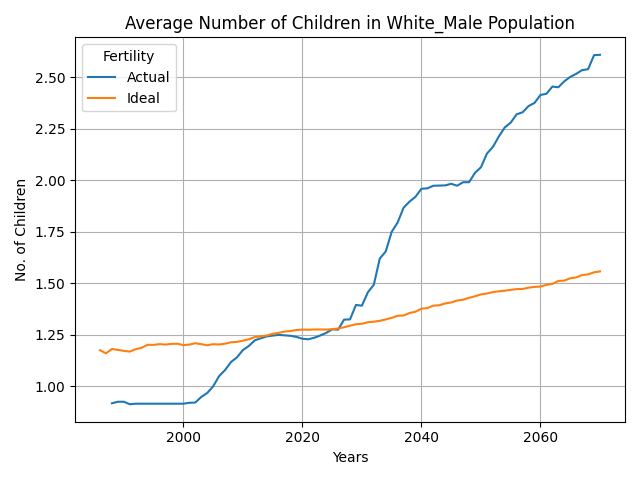 Average Number of Children in White_Male Population
Fertility
Actual
Ideal
No. of Children
2.50
2.25
2.00
1.75
1.50
1.25
1.00
2000 2020 2040 2060
Years